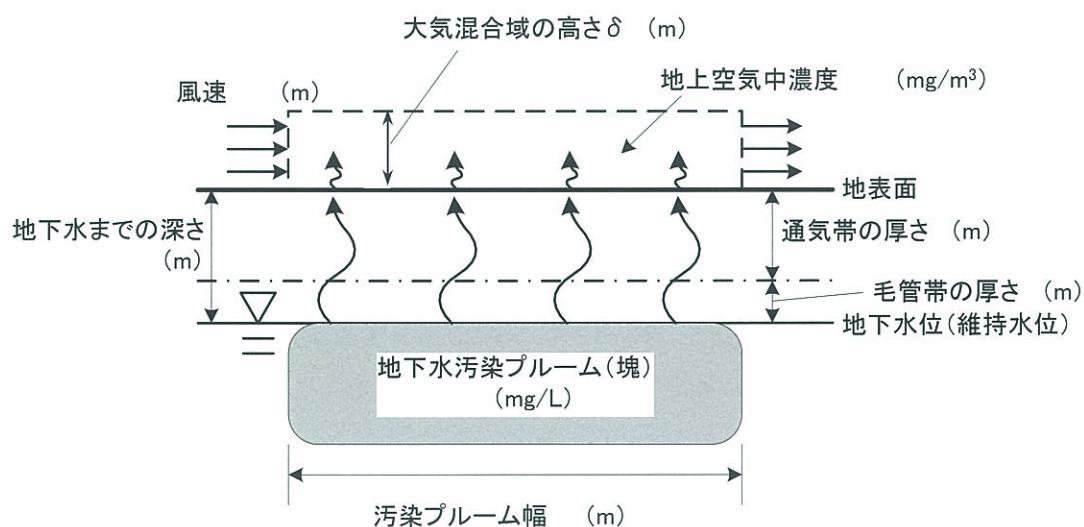 大気混合域の高さδ (m)
地上空気中濃度 (mg/m³)
風速 (m)
地表面
地下水までの深さ
(m)
通気帯の厚さ (m)
毛管帯の厚さ (m)
地下水位(維持水位)
地下水汚染プルーム(塊)
(mg/L)
汚染プルーム幅 (m)